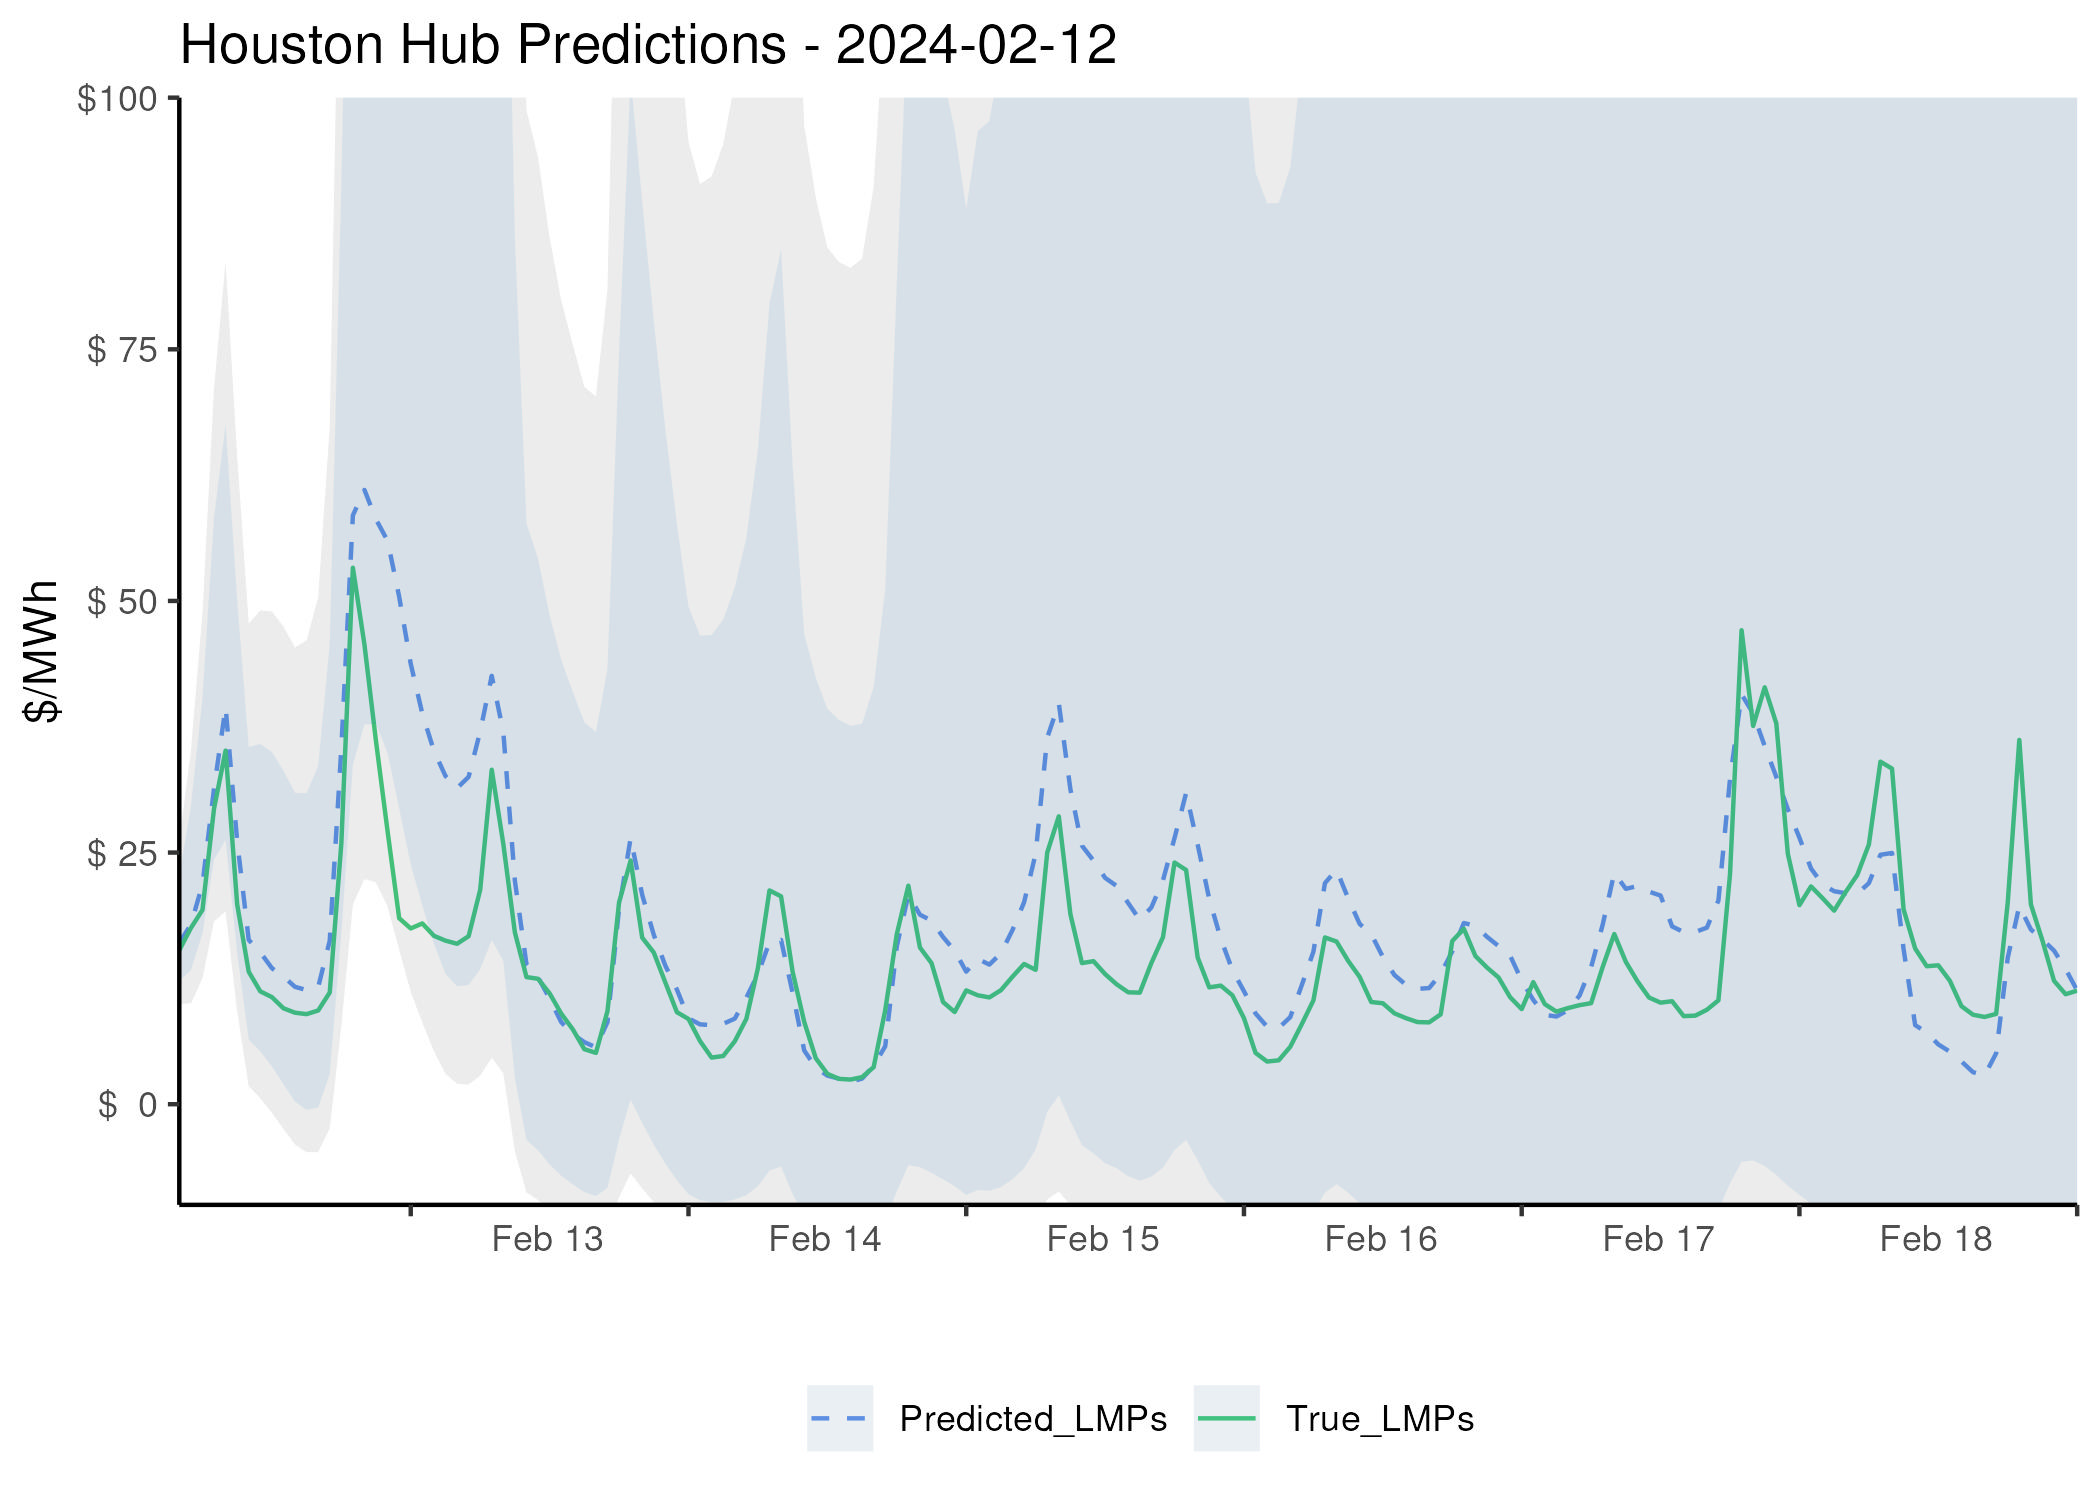 Houston Hub Predictions - 2024-02-12
$100
$ 75
$ 50
$ 25
$ 0
$/MWh
Feb 13 Feb 14 Feb 15 Feb 16 Feb 17 Feb 18
Predicted_LMPs True_LMPs